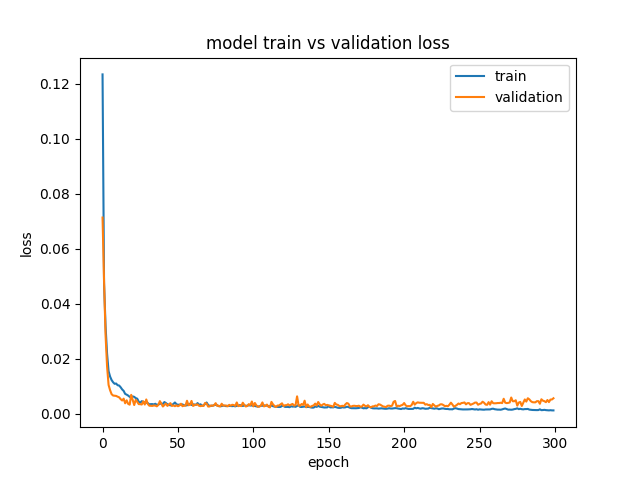 model train vs validation loss
train
validation
0.12
0.10
0.08
0.06
0.04
0.02
0.00
loss
0 50 100 150 200 250 300
epoch